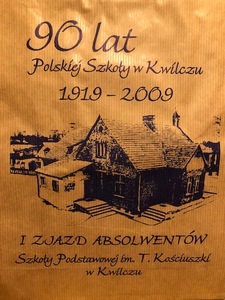 90 lat
Polskiej Szkoły w Kwilczu
1919 - 2009
I ZJAZD ABSOLWENTÓW
Szkoły Podstawowej im. T. Kościuszki
w Kwilczu